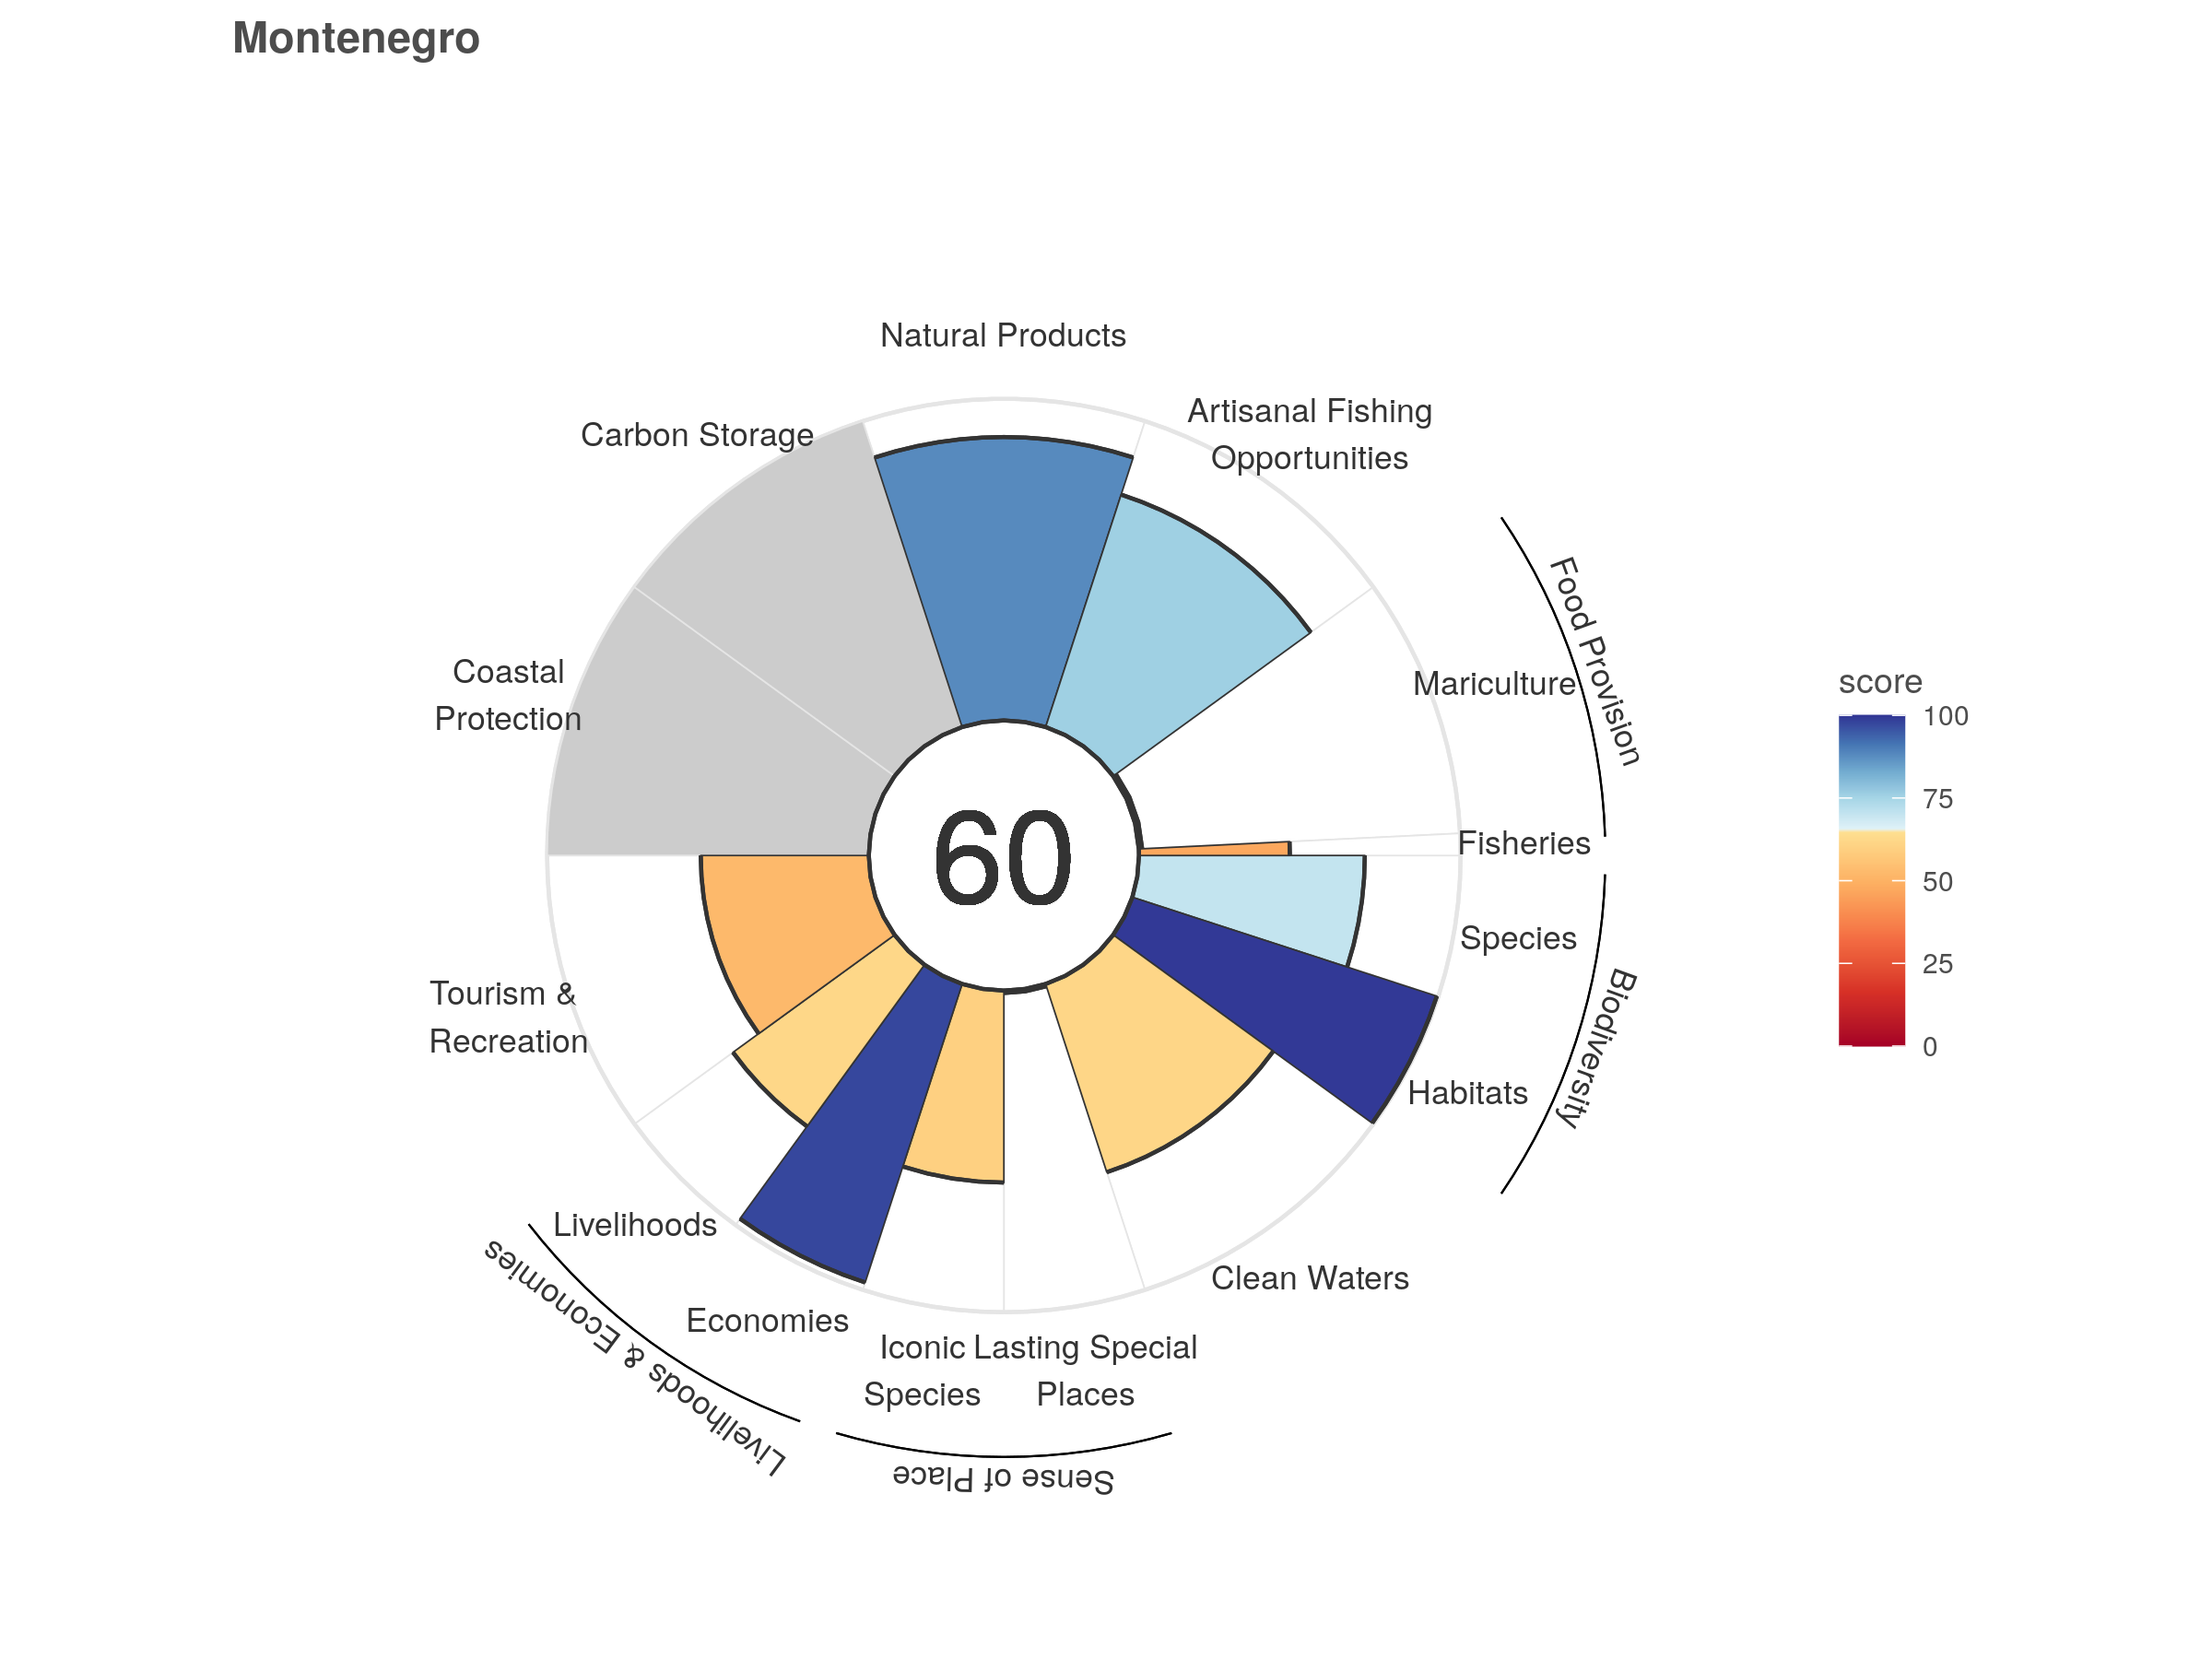 Montenegro
Natural Products
Artisanal Fishing
Opportunities
Carbon Storage
Food Provision
Coastal
Protection
Mariculture
score
100
75
50
25
0
Fisheries
60
Species
Biodiversity
Tourism &
Recreation
Habitats
Livelihoods
Livelihoods & Economies
Clean Waters
Economies
Iconic
Species
Lasting Special
Places
Sense of Place